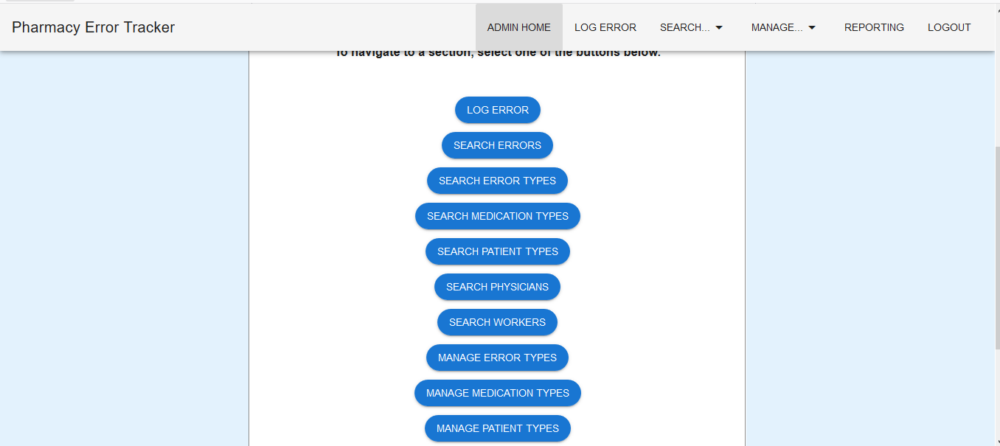 Pharmacy Error Tracker ADMIN HOME LOG ERROR SEARCH... MANAGE... REPORTING LOGOUT
To navigate to a section, select one of the buttons below.
LOG ERROR
SEARCH ERRORS
SEARCH ERROR TYPES
SEARCH MEDICATION TYPES
SEARCH PATIENT TYPES
SEARCH PHYSICIANS
SEARCH WORKERS
MANAGE ERROR TYPES
MANAGE MEDICATION TYPES
MANAGE PATIENT TYPES